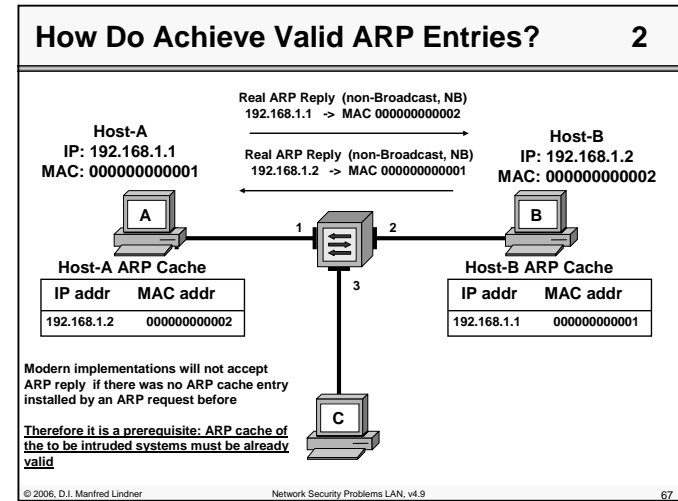 How Do Achieve Valid ARP Entries? 2
Real ARP Reply (non-Broadcast, NB)
192.168.1.1 -> MAC 000000000002
Host-A
IP: 192.168.1.1
MAC: 000000000001
Real ARP Reply (non-Broadcast, NB)
192.168.1.2 -> MAC 000000000001
Host-B
IP: 192.168.1.2
MAC: 000000000002
A
B
1
2
3
Host-A ARP Cache
IP addr MAC addr
192.168.1.2 000000000002
Host-B ARP Cache
IP addr MAC addr
192.168.1.1 000000000001
Modern implementations will not accept
ARP reply if there was no ARP cache entry
installed by an ARP request before
Therefore it is a prerequisite: ARP cache of
the to be intruded systems must be already
valid
C
© 2006, D.I. Manfred Lindner
Network Security Problems LAN, v4.9
67